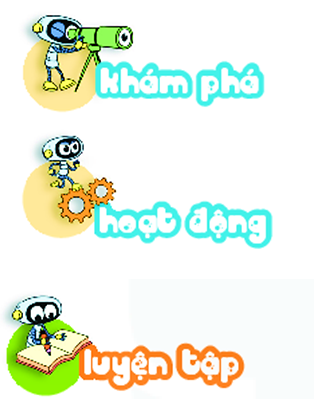 khám phá
hoạt động
luyện tập